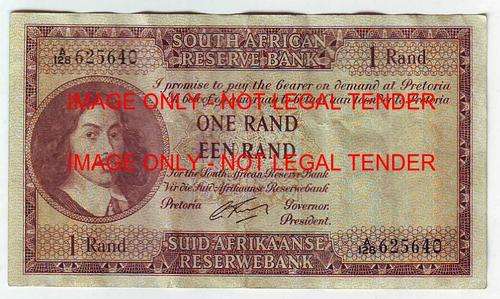 SOUTH AFRICAN
RESERVE BANK
A/128 625640
1 Rand
I promise to pay the bearer on demand at Pretoria
IMAGE ONLY - NOT LEGAL TENDER
ONE RAND
EEN RAND
IMAGE ONLY - NOT LEGAL TENDER
For the South African Reserve Bank
Vir die Suid-Afrikaanse Reserwebank
Pretoria
Governor.
President.
1 Rand
SUID-AFRIKAANSE
RESERWEBANK
A/128 625640